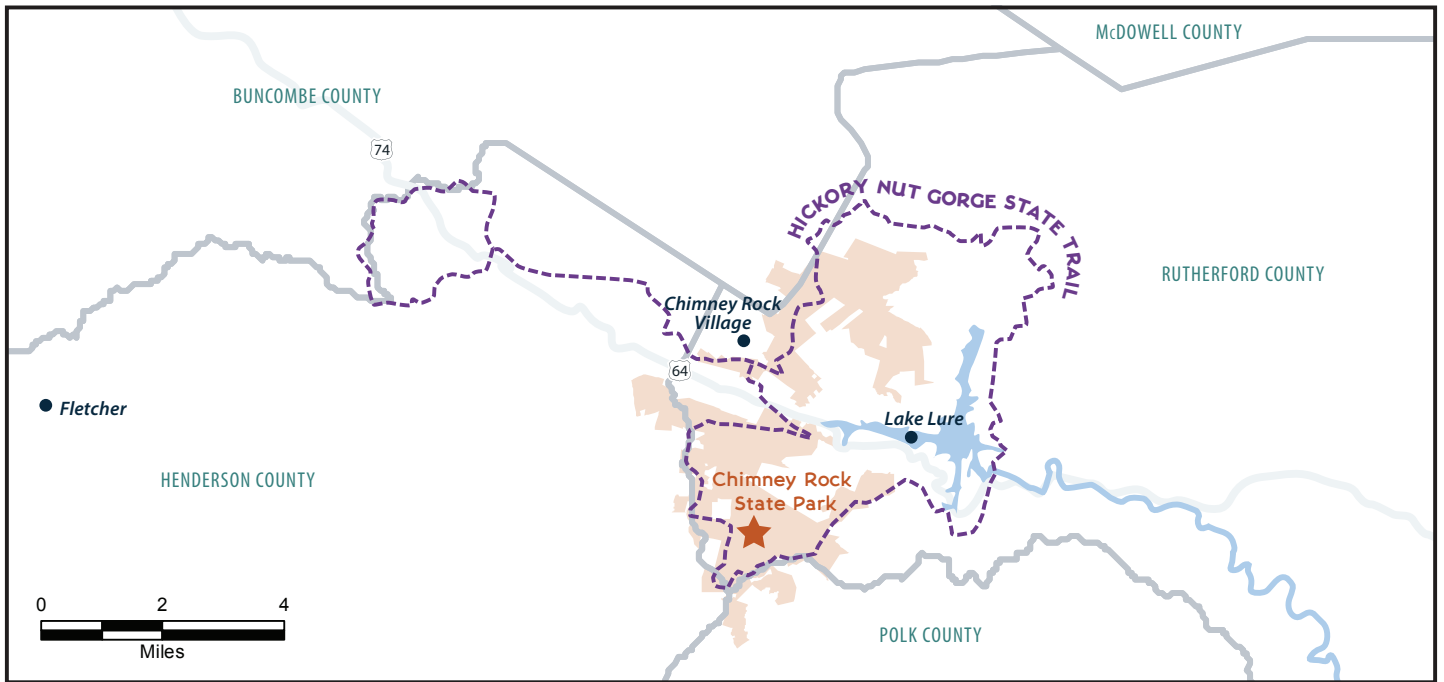 McDOWELL COUNTY
BUNCOMBE COUNTY
74
HICKORY NUT GORGE STATE TRAIL
RUTHERFORD COUNTY
Chimney Rock
Village
64
Fletcher
Lake Lure
HENDERSON COUNTY
Chimney Rock
State Park
0 2 4
Miles
POLK COUNTY